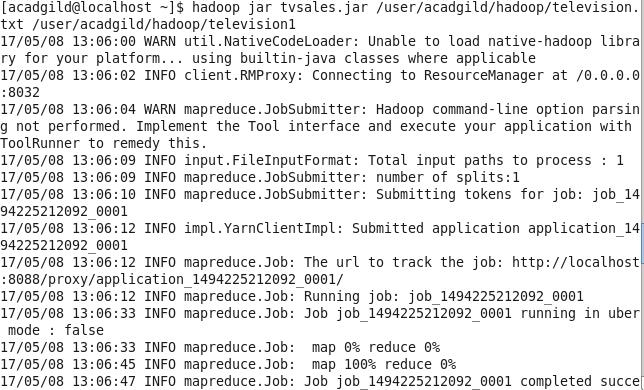 [acadgild@localhost ~]$ hadoop jar tvsales.jar /user/acadgild/hadoop/television.
txt /user/acadgild/hadoop/television1
17/05/08 13:06:00 WARN util.NativeCodeLoader: Unable to load native-hadoop libra
ry for your platform... using builtin-java classes where applicable
17/05/08 13:06:02 INFO client.RMProxy: Connecting to ResourceManager at /0.0.0.0
:8032
17/05/08 13:06:04 WARN mapreduce.JobSubmitter: Hadoop command-line option parsin
g not performed. Implement the Tool interface and execute your application with
ToolRunner to remedy this.
17/05/08 13:06:09 INFO input.FileInputFormat: Total input paths to process : 1
17/05/08 13:06:09 INFO mapreduce.JobSubmitter: number of splits:1
17/05/08 13:06:10 INFO mapreduce.JobSubmitter: Submitting tokens for job: job_14
94225212092_0001
17/05/08 13:06:12 INFO impl.YarnClientImpl: Submitted application application_14
94225212092_0001
17/05/08 13:06:12 INFO mapreduce.Job: The url to track the job: http://localhost
:8088/proxy/application_1494225212092_0001/
17/05/08 13:06:12 INFO mapreduce.Job: Running job: job_1494225212092_0001
17/05/08 13:06:33 INFO mapreduce.Job: Job job_1494225212092_0001 running in uber
 mode : false
17/05/08 13:06:33 INFO mapreduce.Job:  map 0% reduce 0%
17/05/08 13:06:45 INFO mapreduce.Job:  map 100% reduce 0%
17/05/08 13:06:47 INFO mapreduce.Job: Job job_1494225212092_0001 completed succe